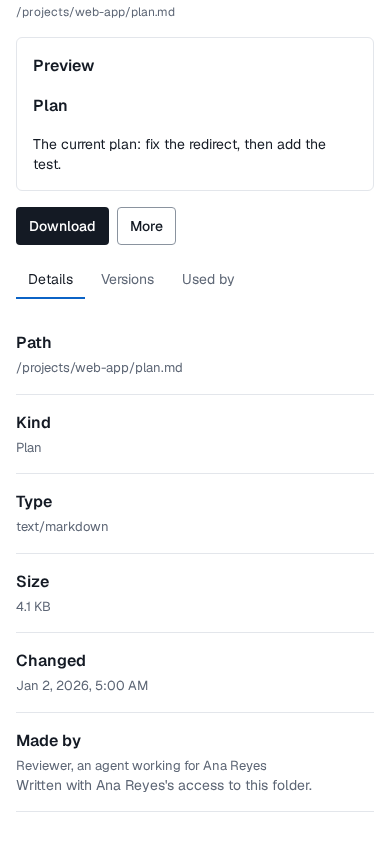 /projects/web-app/plan.md
Preview
Plan
The current plan: fix the redirect, then add the
test.
Download More
Details Versions Used by
Path
/projects/web-app/plan.md
Kind
Plan
Type
text/markdown
Size
4.1 KB
Changed
Jan 2, 2026, 5:00 AM
Made by
Reviewer, an agent working for Ana Reyes
Written with Ana Reyes's access to this folder.